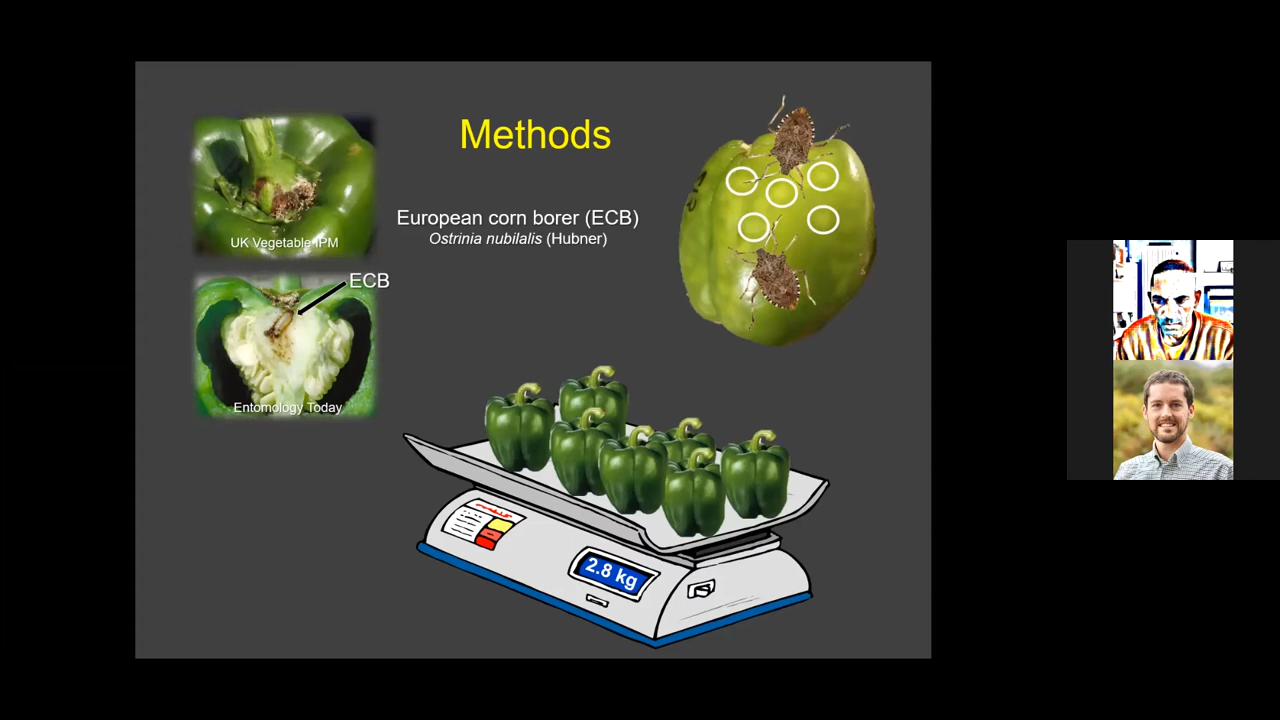 Methods
UK Vegetable IPM
European corn borer (ECB)
Ostrinia nubilalis (Hubner)
ECB
Entomology Today
2.8 kg